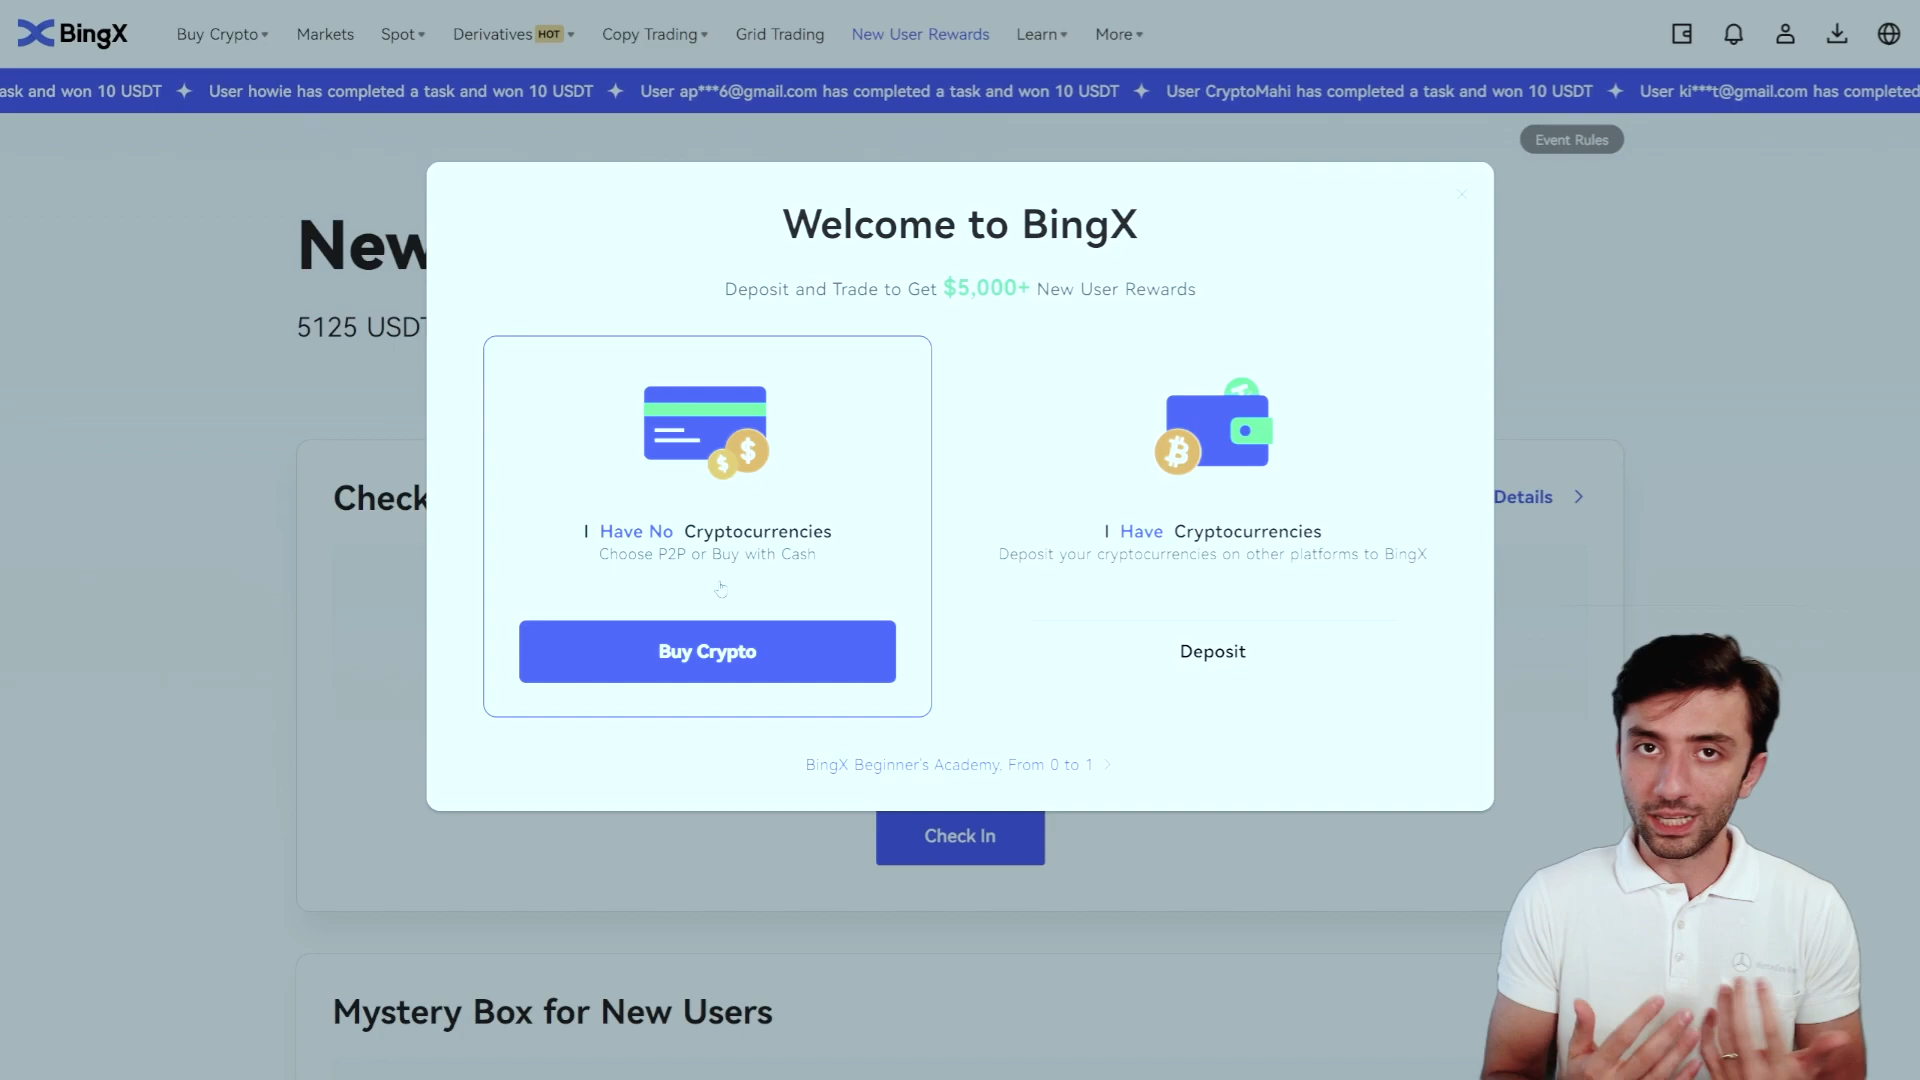 BingX
Buy Crypto
Markets
Spot
Derivatives HOT
Copy Trading
Grid Trading
New User Rewards
Learn
More
ask and won 10 USDT
User howie has completed a task and won 10 USDT
User ap***6@gmail.com has completed a task and won 10 USDT
User CryptoMahi has completed a task and won 10 USDT
User ki***t@gmail.com has completed
Event Rules
New
5125 USDT
Welcome to BingX
Deposit and Trade to Get $5,000+ New User Rewards
I Have No Cryptocurrencies
Choose P2P or Buy with Cash
Buy Crypto
I Have Cryptocurrencies
Deposit your cryptocurrencies on other platforms to BingX
Deposit
BingX Beginner's Academy. From 0 to 1
Check
Details
Check In
Mystery Box for New Users